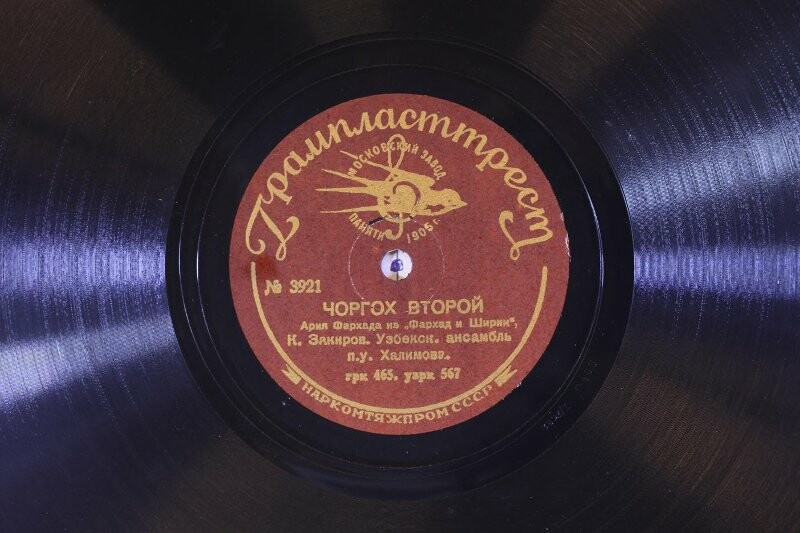 Грампласттрест
МОСКОВСКИЙ ЗАВОД
ПАМЯТИ 1905 г.
№ 3921
ЧОРГОХ ВТОРОЙ
Ария Фархада из „Фархад и Ширин",
К. Закиров. Узбекск. ансамбль
п.у. Халимова.
грк 465. узрк 567
НАРКОМТЯЖПРОМ СССР